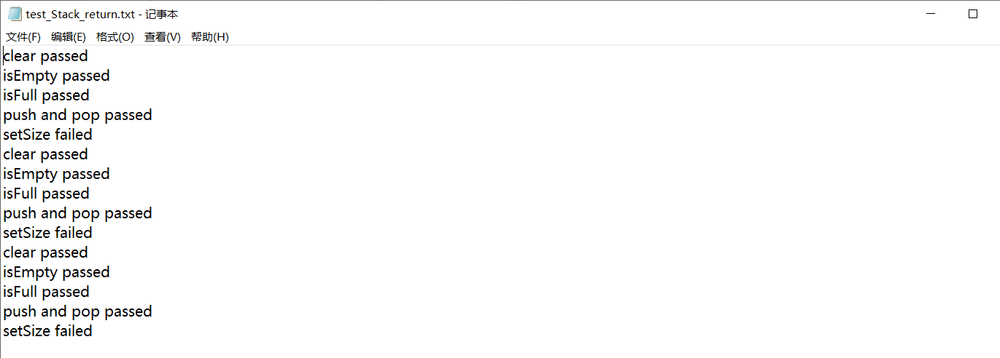 test_Stack_return.txt - 记事本
文件(F) 编辑(E) 格式(O) 查看(V) 帮助(H)
clear passed
isEmpty passed
isFull passed
push and pop passed
setSize failed
clear passed
isEmpty passed
isFull passed
push and pop passed
setSize failed
clear passed
isEmpty passed
isFull passed
push and pop passed
setSize failed